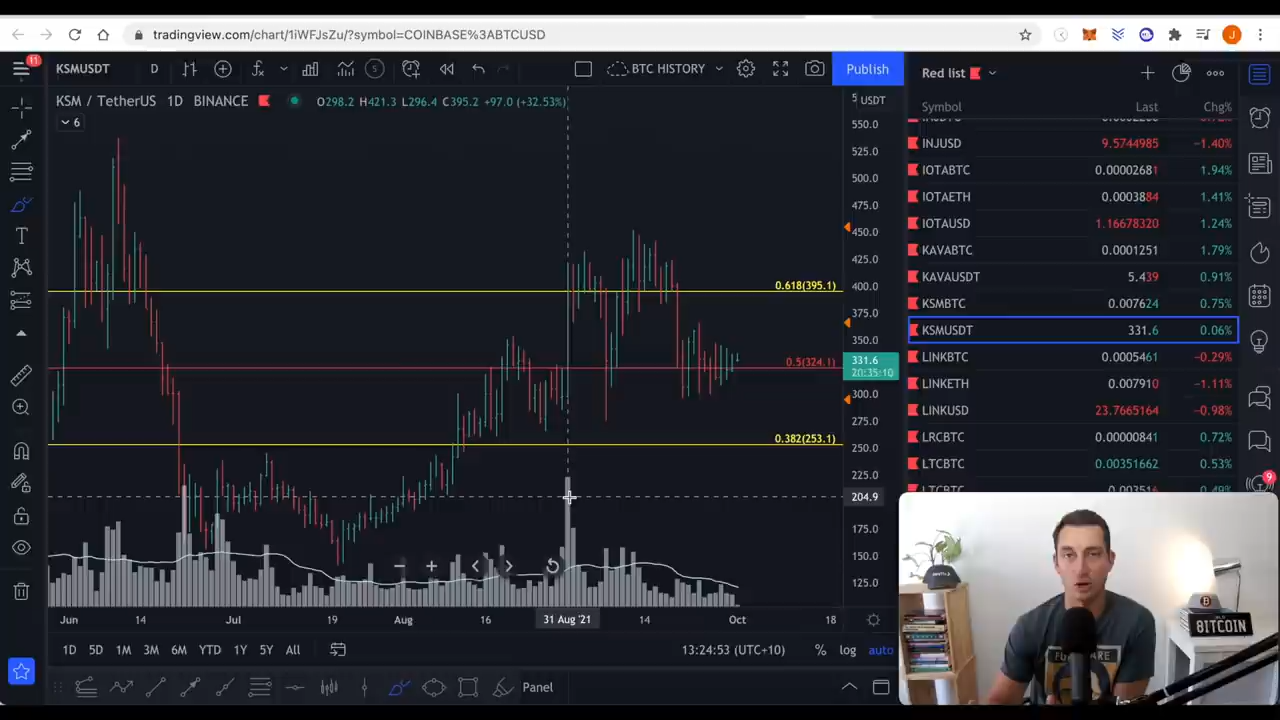 tradingview.com/chart/1iWFJsZu/?symbol=COINBASE%3ABTCUSD
J
11
KSMUSDT
D
S
BTC HISTORY
Publish
Red list
KSM / TetherUS 1D BINANCE O298.2 H421.3 L296.4 C395.2 +97.0 (+32.53%)
6
5 USDT
550.0
525.0
500.0
475.0
450.0
425.0
400.0
375.0
350.0
331.6
20:35:10
300.0
275.0
250.0
225.0
204.9
175.0
150.0
125.0
0.618(395.1)
0.5(324.1)
0.382(253.1)
Jun 14 Jul 19 Aug 16 31 Aug '21 14 Oct 18
1D 5D 1M 3M 6M YTD 1Y 5Y All
13:24:53 (UTC+10) % log auto
Panel
Symbol Last Chg%
INJUSD 9.5744985 −1.40%
IOTABTC 0.00002681 1.94%
IOTAETH 0.0003884 1.41%
IOTAUSD 1.16678320 1.24%
KAVABTC 0.0001251 1.79%
KAVAUSDT 5.439 0.91%
KSMBTC 0.007624 0.75%
KSMUSDT 331.6 0.06%
LINKBTC 0.0005461 −0.29%
LINKETH 0.007910 −1.11%
LINKUSD 23.7665164 −0.98%
LRCBTC 0.00000841 0.72%
LTCBTC 0.00351662 0.53%
9
B
BITCOIN